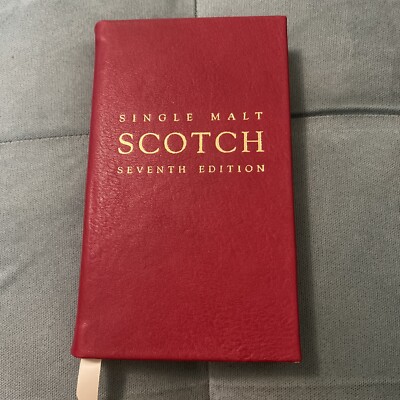 SINGLE MALT
SCOTCH
SEVENTH EDITION